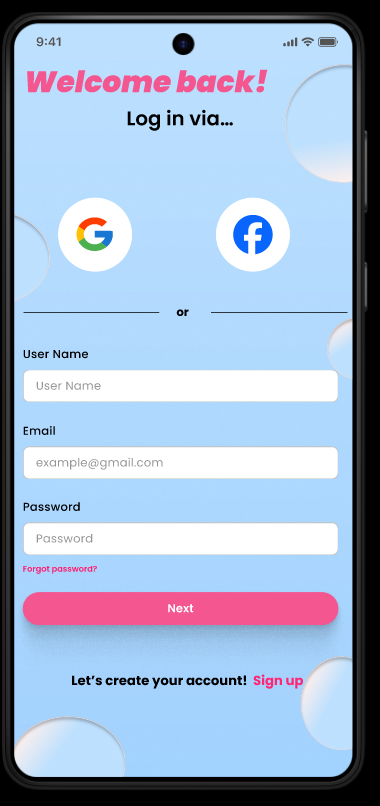 9:41
Welcome back!
Log in via...
or
User Name
User Name
Email
example@gmail.com
Password
Password
Forgot password?
Next
Let's create your account! Sign up